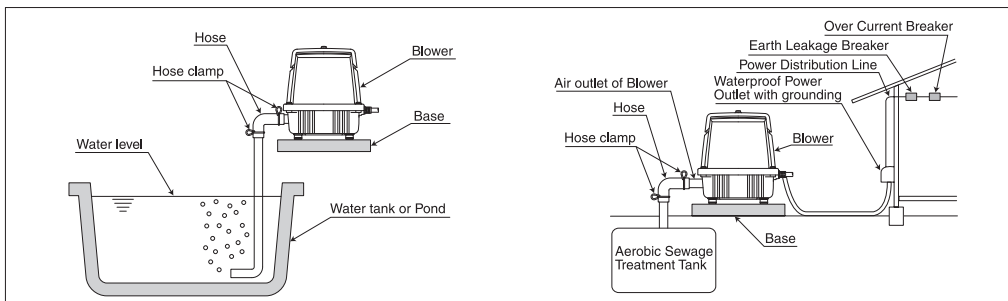 Hose
Blower
Hose clamp
Base
Water level
Water tank or Pond
Over Current Breaker
Earth Leakage Breaker
Power Distribution Line
Waterproof Power
Outlet with grounding
Air outlet of Blower
Hose
Hose clamp
Blower
Base
Aerobic Sewage
Treatment Tank